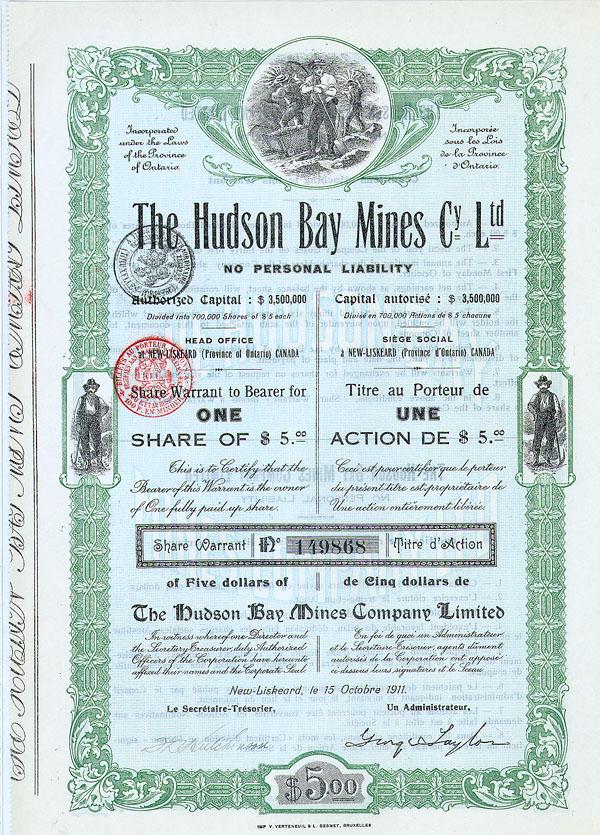 Incorporated
under the Laws
of the Province
of Ontario.
Incorporée
sous les Lois
de la Province
d'Ontario.
The Hudson Bay Mines Cy Ltd
NO PERSONAL LIABILITY
Authorized Capital : $ 3,500,000
Divided into 700,000 Shares of $ 5 each
HEAD OFFICE
at NEW-LISKEARD (Province of Ontario) CANADA
Share Warrant to Bearer for
ONE
SHARE OF $ 5.00
This is to Certify that the
Bearer of this Warrant is the owner
of One fully paid up share.
Capital autorisé : $ 3,500,000
Divisé en 700,000 Actions de $ 5 chacune
SIÈGE SOCIAL
à NEW-LISKEARD (Province d'Ontario) CANADA
Titre au Porteur de
UNE
ACTION DE $ 5.00
Ceci est pour certifier que le porteur
du présent titre est propriétaire de
Une action entièrement libérée.
Share Warrant No 149868 Titre d'Action
of Five dollars of
de Cinq dollars de
The Hudson Bay Mines Company Limited
In witness whereof one Director and
the Secretary Treasurer, duly Authorized
Officers of the Corporation have hereunto
affixed their names and the Corporate Seal
En foi de quoi un Administrateur
et le Secrétaire Trésorier, agents dûment
autorisés de la Corporation ont apposé
ci-dessous leurs signatures et le Sceau
New-Liskeard, le 15 Octobre 1911.
Le Secrétaire-Trésorier,
Un Administrateur,
Hutchinson
George Taylor
$5.00
IMP V. VERTENEUIL & L. DESMET, BRUXELLES